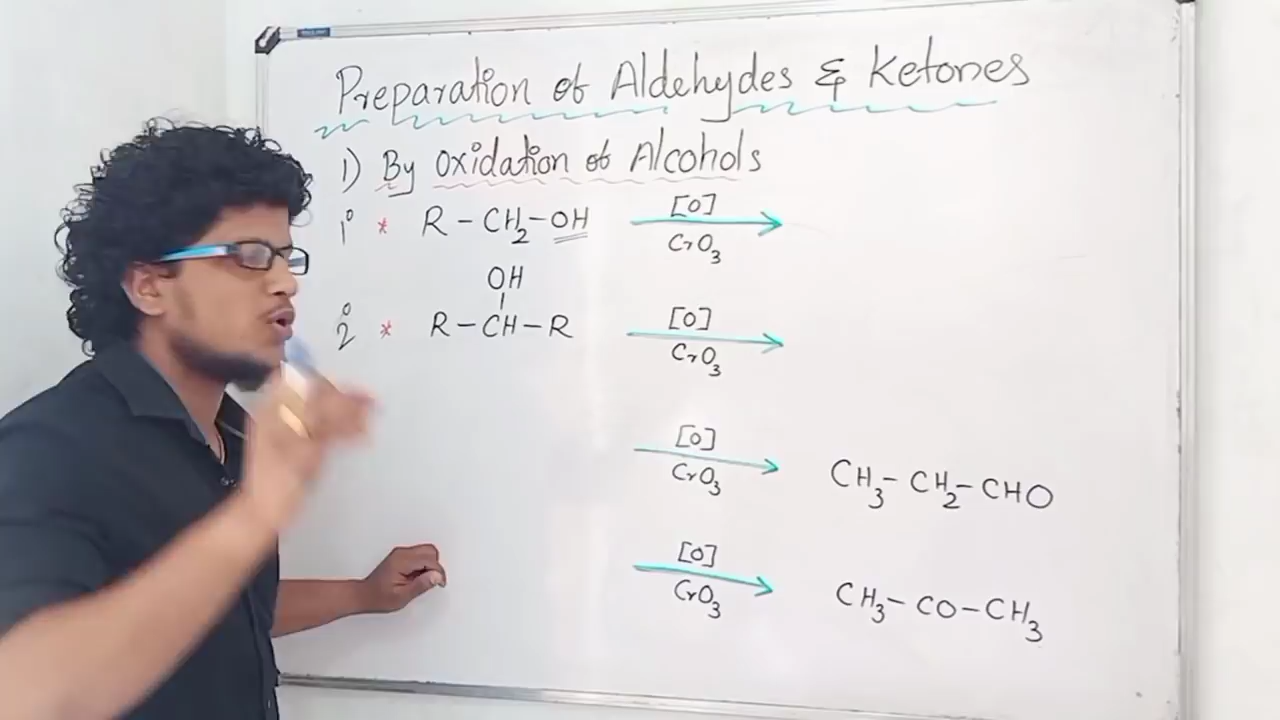 Preparation of Aldehydes & Ketones
1) By Oxidation of Alcohols
1° * R – CH₂ – OH [O] CrO₃
OH
2° * R – CH – R [O] CrO₃
[O] CrO₃ CH₃ – CH₂ – CHO
[O] CrO₃ CH₃ – CO – CH₃